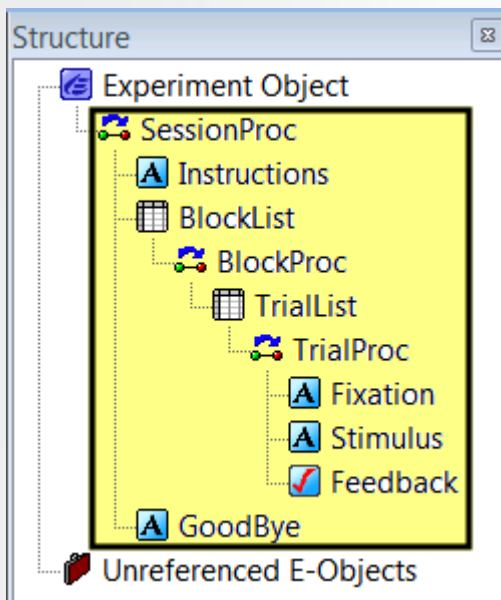 Structure
Experiment Object
SessionProc
Instructions
BlockList
BlockProc
TrialList
TrialProc
Fixation
Stimulus
Feedback
GoodBye
Unreferenced E-Objects